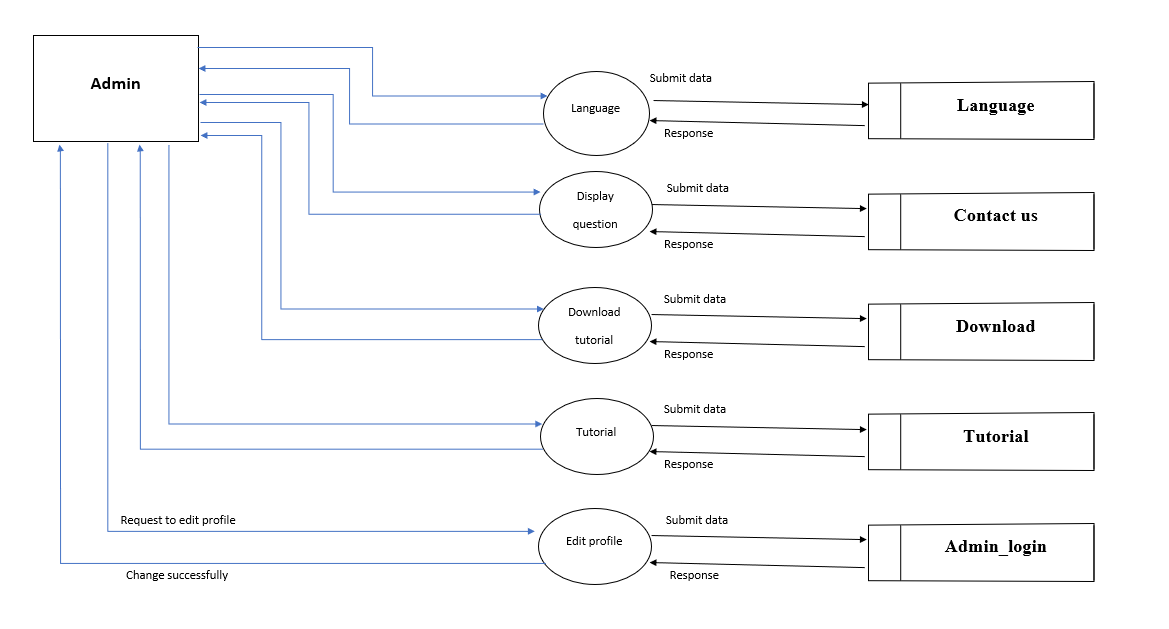 Admin
Submit data
Language
Language
Response
Submit data
Display
question
Contact us
Response
Submit data
Download
tutorial
Download
Response
Submit data
Tutorial
Tutorial
Response
Request to edit profile
Submit data
Edit profile
Admin_login
Change successfully
Response